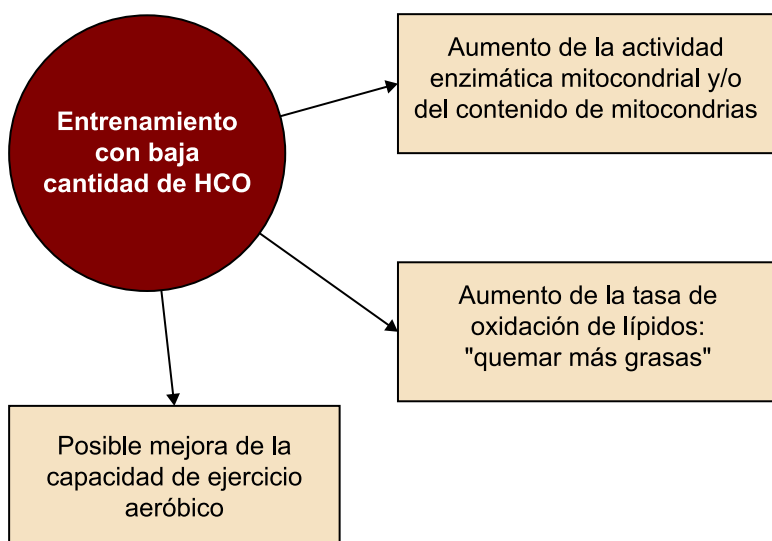 Entrenamiento
con baja
cantidad de HCO
Aumento de la actividad
enzimática mitocondrial y/o
del contenido de mitocondrias
Aumento de la tasa de
oxidación de lípidos:
"quemar más grasas"
Posible mejora de la
capacidad de ejercicio
aeróbico